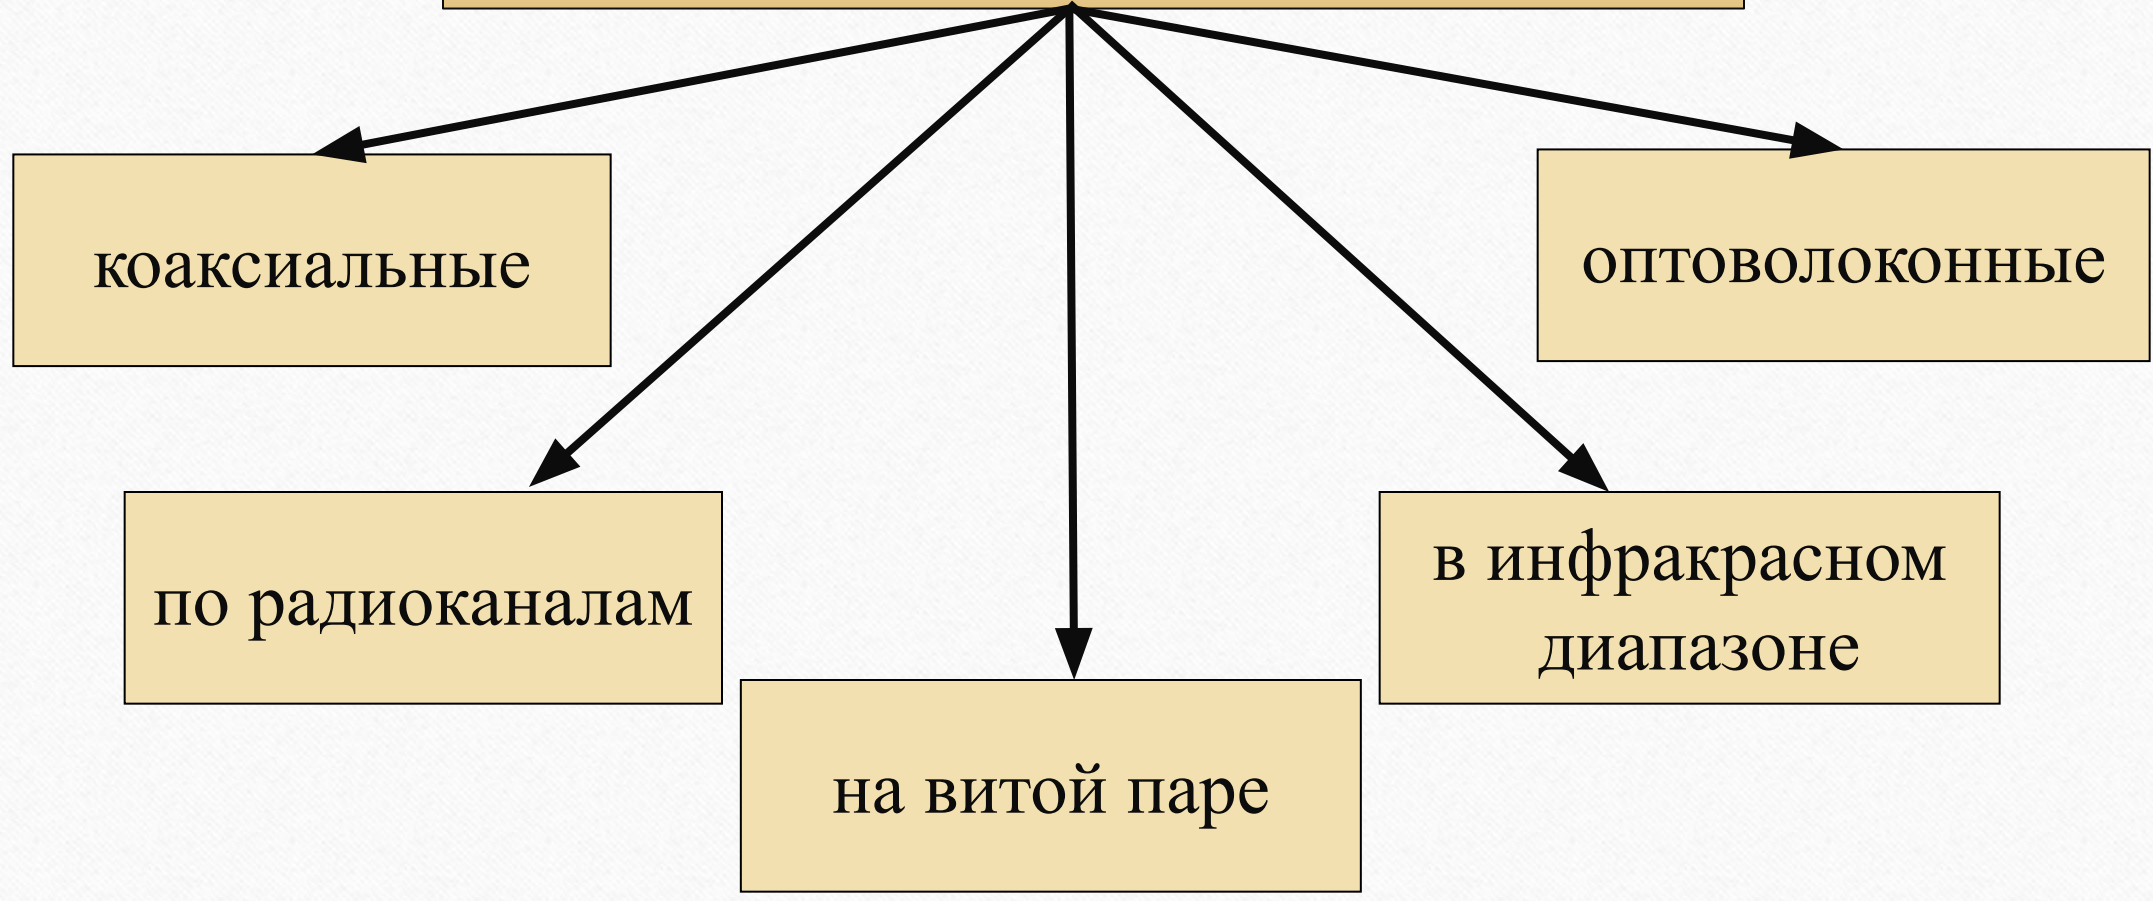 коаксиальные
оптоволоконные
по радиоканалам
в инфракрасном
диапазоне
на витой паре